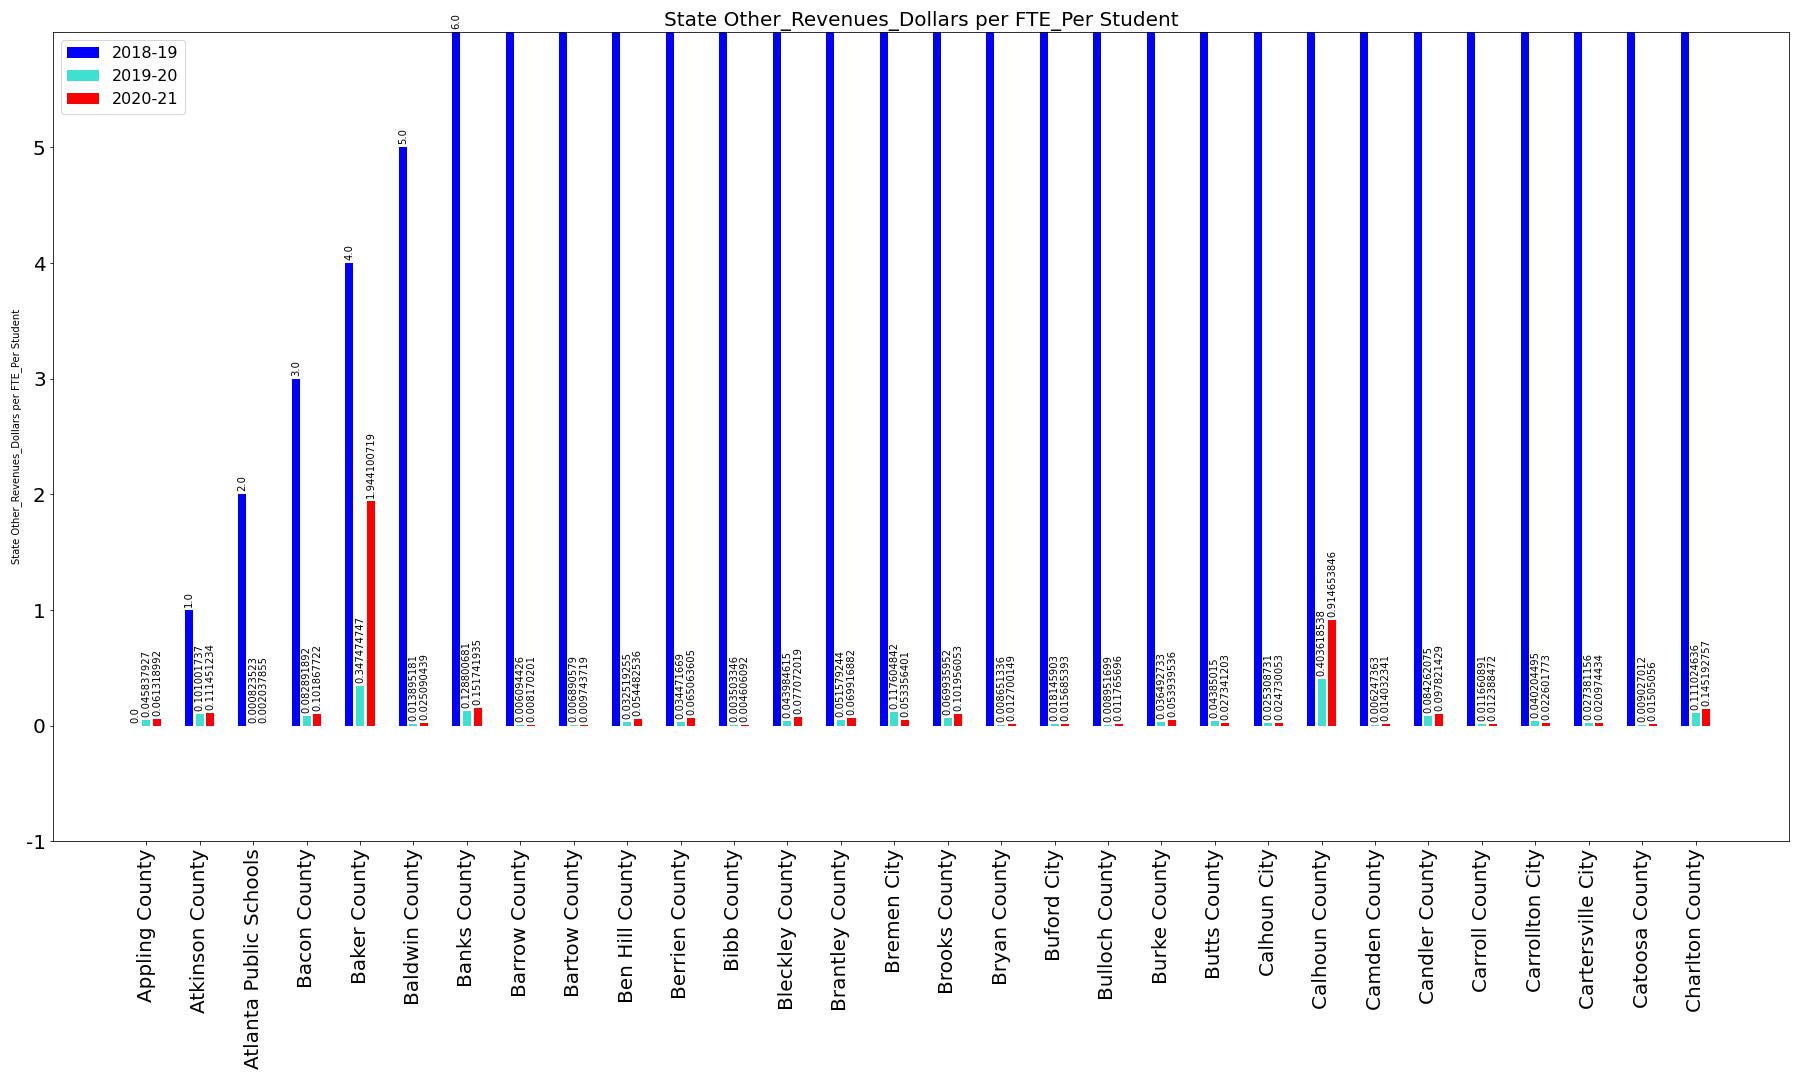 State Other_Revenues_Dollars per FTE_Per Student
2018-19
2019-20
2020-21
State Other_Revenues_Dollars per FTE_Per Student
5
4
3
2
1
0
-1
0.0
0.045837927
0.061318992
1.0
0.101001737
0.111451234
2.0
0.000823523
0.002037855
3.0
0.082891892
0.101867722
4.0
0.347474747
1.944100719
5.0
0.013895181
0.025090439
6.0
0.128800681
0.151741935
0.006094426
0.008170201
0.006890579
0.009743719
0.032519255
0.054482536
0.034471669
0.065063605
0.003503346
0.004606092
0.043984615
0.077072019
0.051579244
0.069916882
0.117604842
0.053356401
0.069935952
0.101956053
0.008651336
0.012700149
0.018145903
0.015685393
0.008951699
0.011765696
0.036492733
0.053939536
0.04385015
0.027341203
0.025308731
0.024730053
0.403618538
0.914653846
0.006247363
0.014032341
0.084262075
0.097821429
0.011660891
0.012388472
0.040204495
0.022601773
0.027381156
0.020974434
0.009027012
0.01505056
0.111024636
0.145192757
Appling County
Atkinson County
Atlanta Public Schools
Bacon County
Baker County
Baldwin County
Banks County
Barrow County
Bartow County
Ben Hill County
Berrien County
Bibb County
Bleckley County
Brantley County
Bremen City
Brooks County
Bryan County
Buford City
Bulloch County
Burke County
Butts County
Calhoun City
Calhoun County
Camden County
Candler County
Carroll County
Carrollton City
Cartersville City
Catoosa County
Charlton County